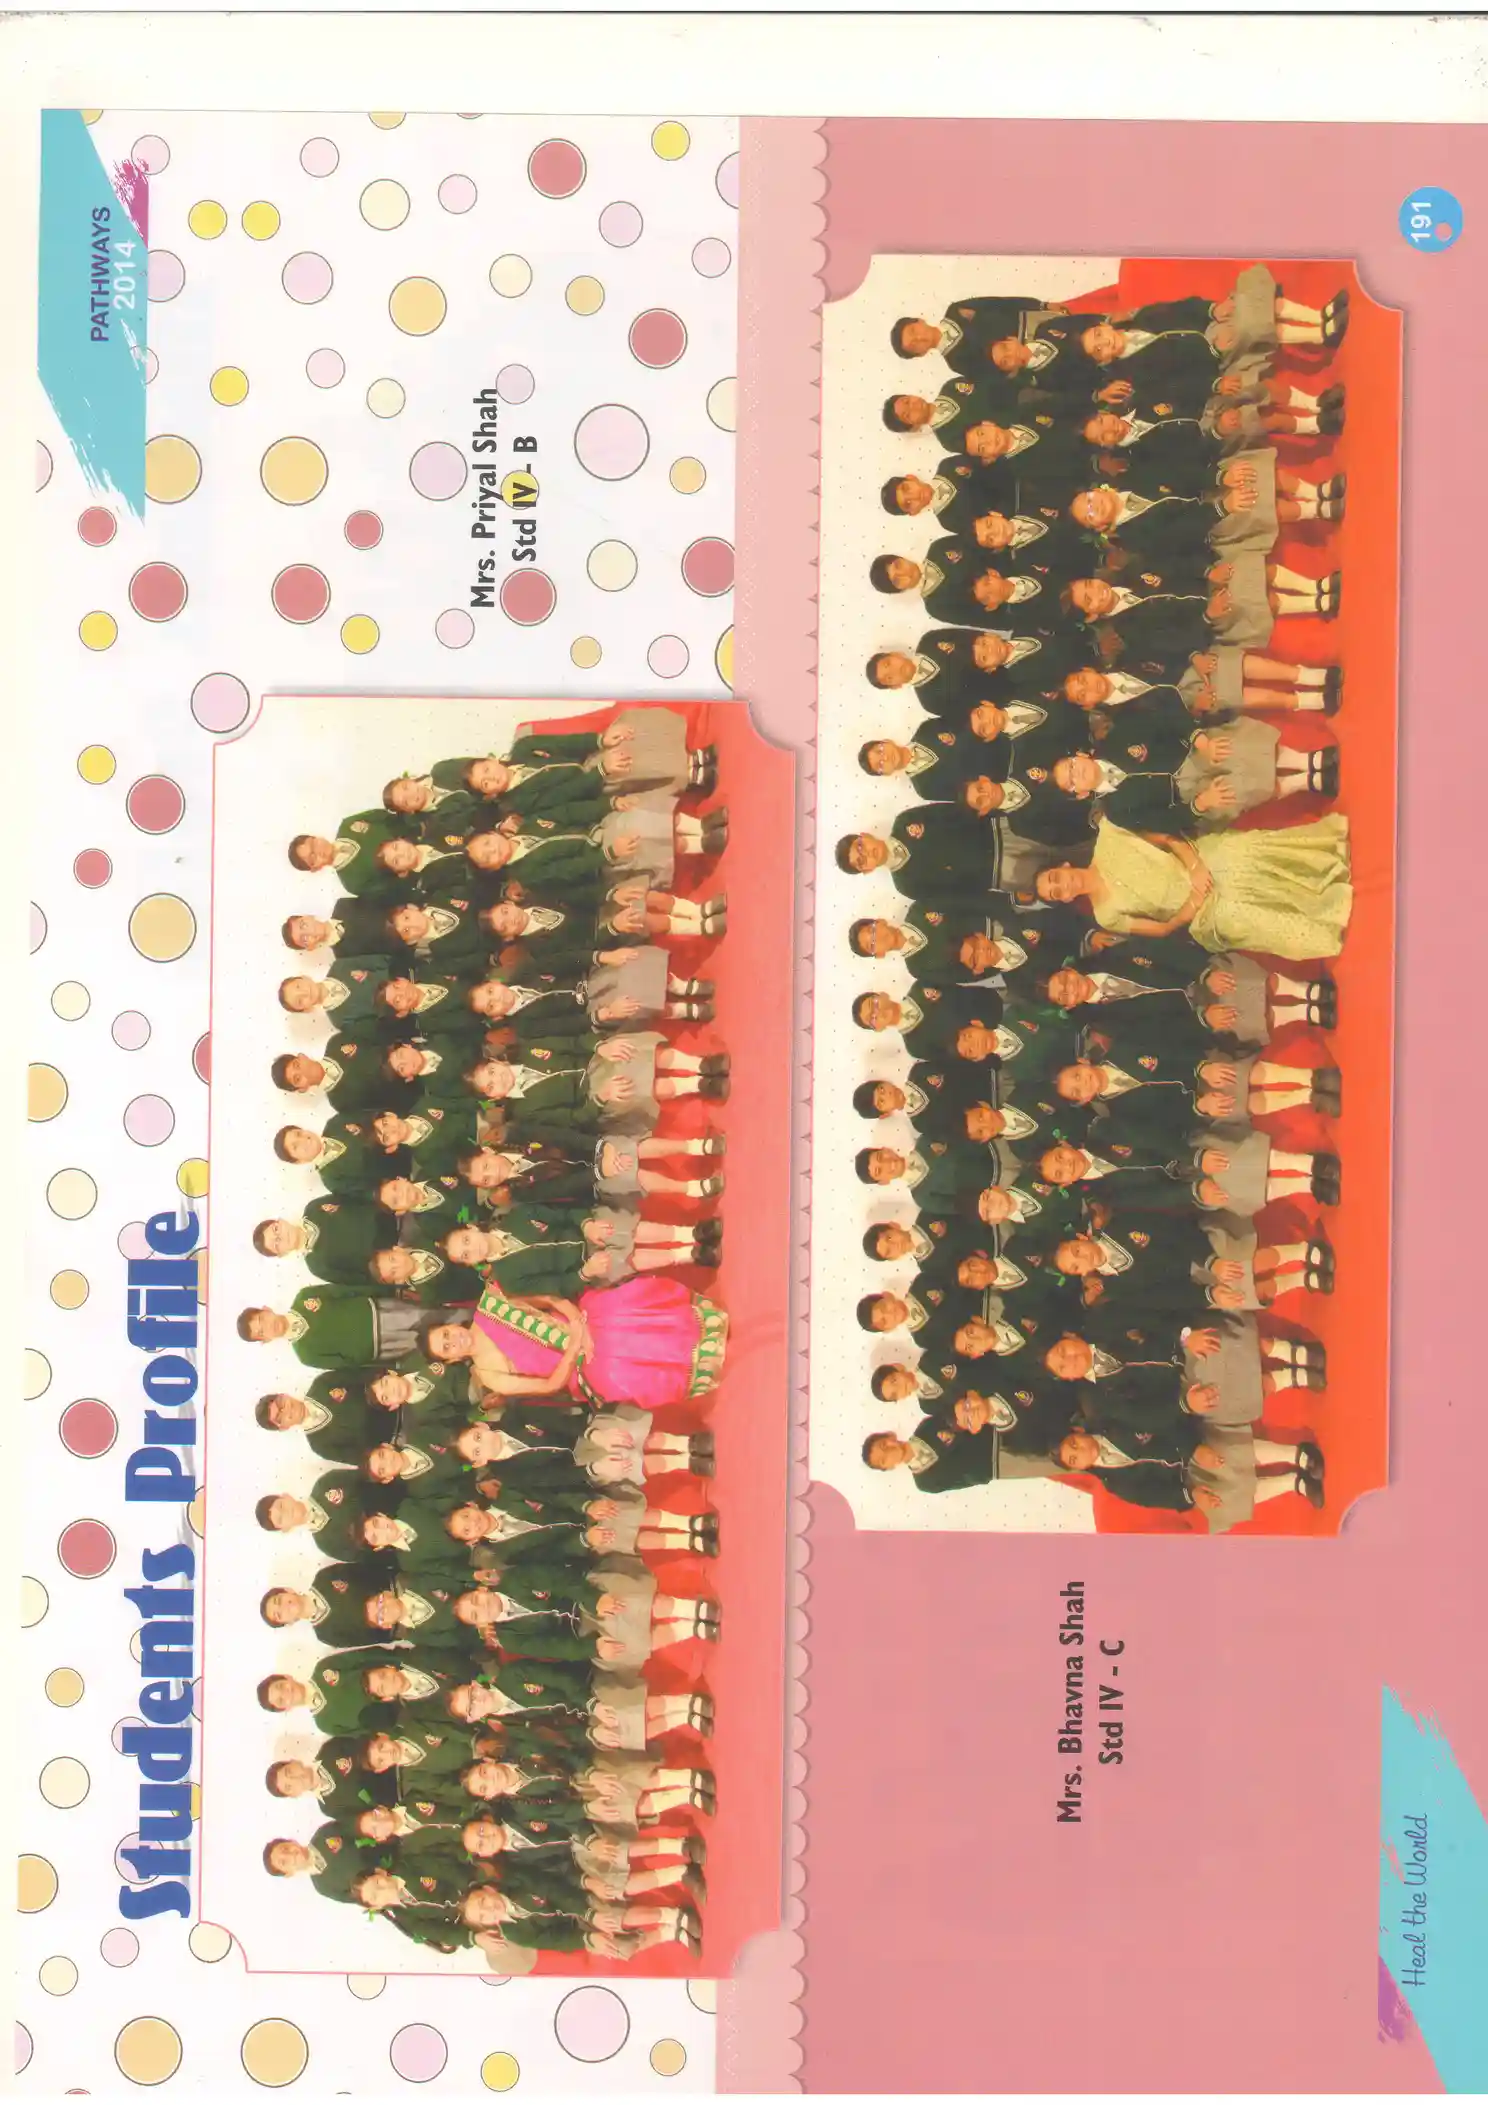 PATHWAYS
2014
Students Profile
Mrs. Priyal Shah
Std IV - B
Mrs. Bhavna Shah
Std IV - C
Heal the World
191